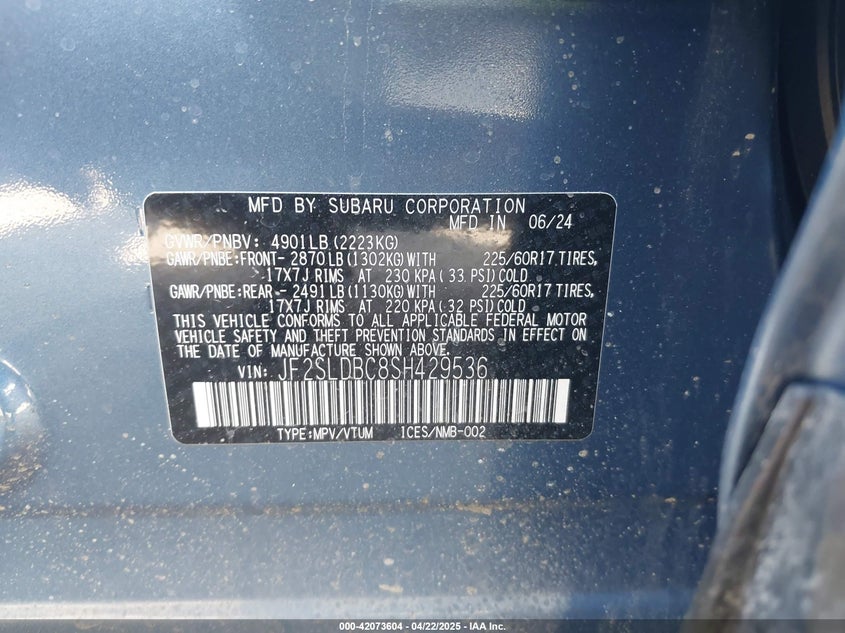 MFD BY SUBARU CORPORATION
MFD IN 06/24
GVWR/PNBV: 4901LB (2223KG)
GAWR/PNBE:FRONT- 2870LB (1302KG) WITH 225/60R17 TIRES,
17X7J RIMS AT 230 KPA ( 33 PSI) COLD
GAWR/PNBE:REAR - 2491LB (1130KG) WITH 225/60R17 TIRES,
17X7J RIMS AT 220 KPA (32 PSI) COLD
THIS VEHICLE CONFORMS TO ALL APPLICABLE FEDERAL MOTOR
VEHICLE SAFETY AND THEFT PREVENTION STANDARDS IN EFFECT ON
THE DATE OF MANUFACTURE SHOWN ABOVE.
VIN: JF2SLDBC8SH429536
TYPE:MPV/VTUM ICES/NMB-002
000-42073604 - 04/22/2025 - IAA Inc.